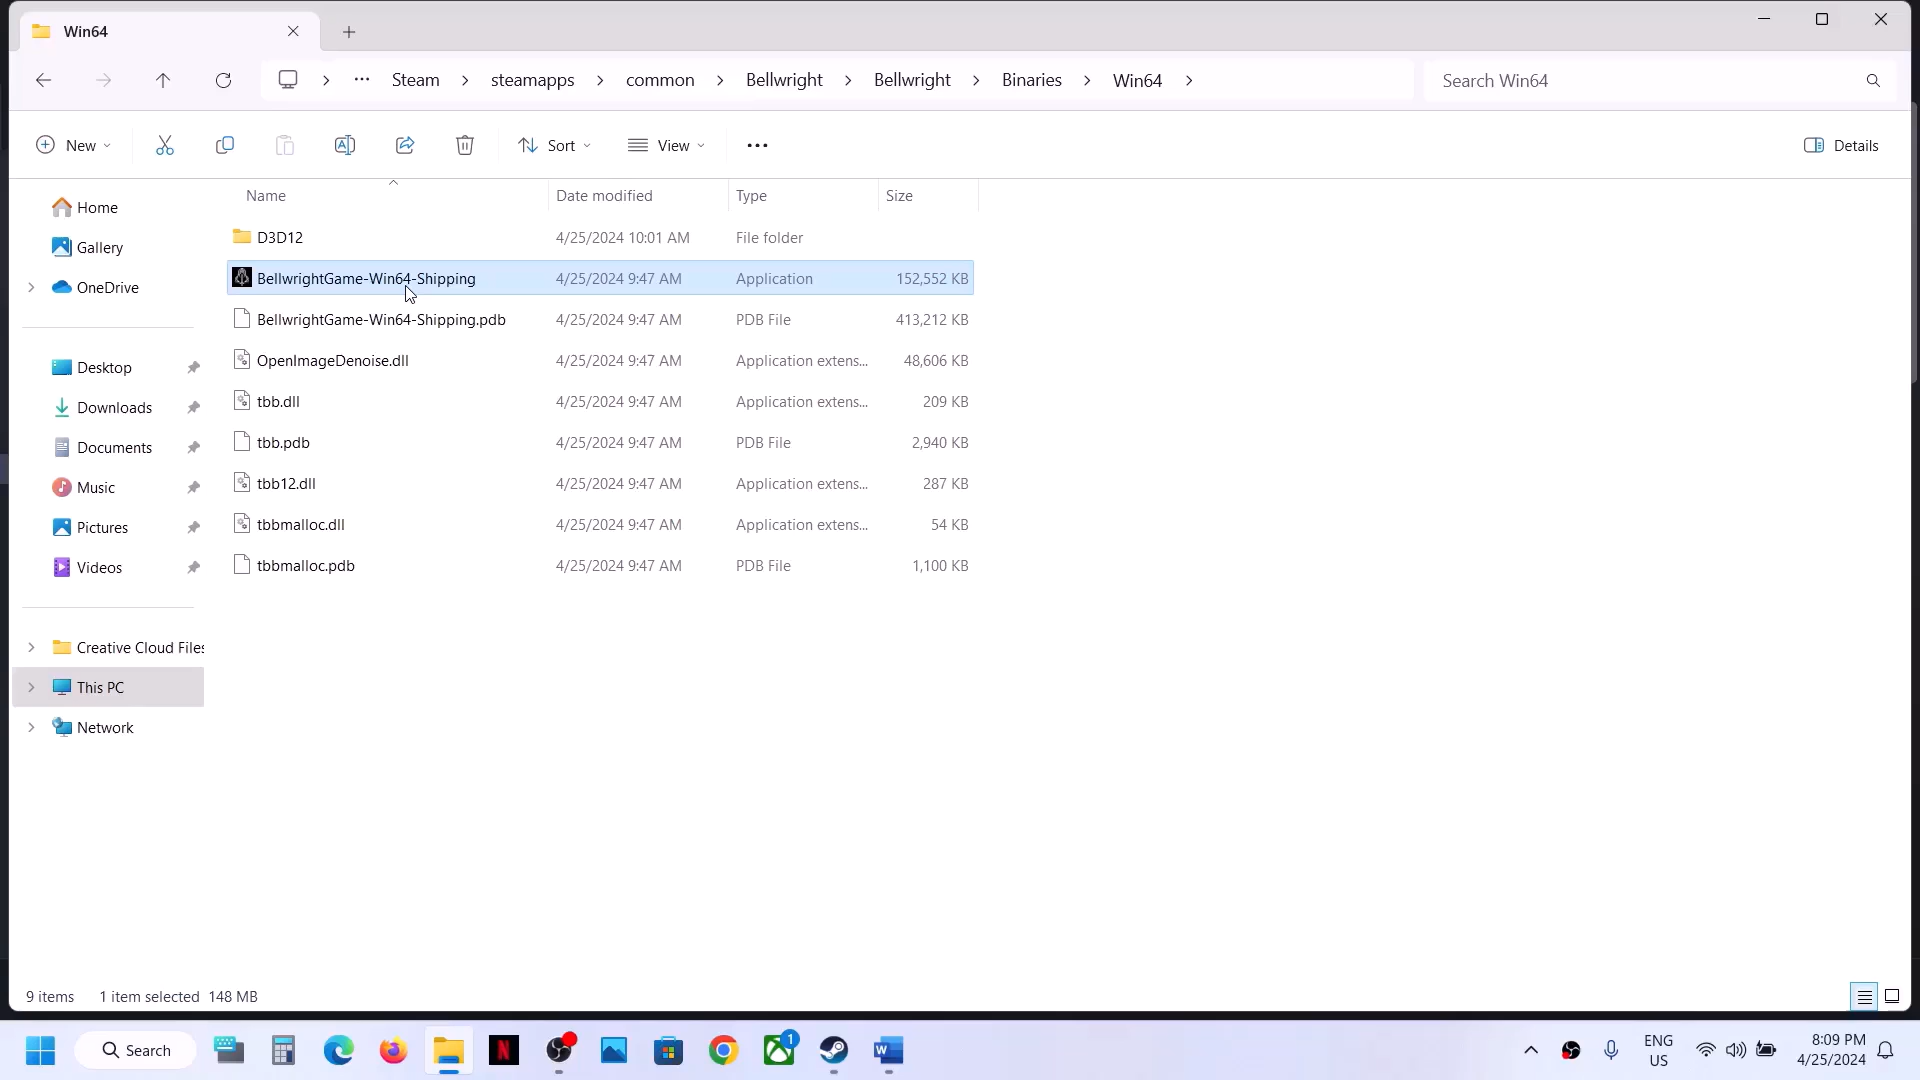 Win64
Steam steamapps common Bellwright Bellwright Binaries Win64
Search Win64
New
Sort
View
Details
Name Date modified Type Size
Home
Gallery
OneDrive
Desktop
Downloads
Documents
Music
Pictures
Videos
Creative Cloud Files
This PC
Network
D3D12 4/25/2024 10:01 AM File folder
BellwrightGame-Win64-Shipping 4/25/2024 9:47 AM Application 152,552 KB
BellwrightGame-Win64-Shipping.pdb 4/25/2024 9:47 AM PDB File 413,212 KB
OpenImageDenoise.dll 4/25/2024 9:47 AM Application extens... 48,606 KB
tbb.dll 4/25/2024 9:47 AM Application extens... 209 KB
tbb.pdb 4/25/2024 9:47 AM PDB File 2,940 KB
tbb12.dll 4/25/2024 9:47 AM Application extens... 287 KB
tbbmalloc.dll 4/25/2024 9:47 AM Application extens... 54 KB
tbbmalloc.pdb 4/25/2024 9:47 AM PDB File 1,100 KB
9 items 1 item selected 148 MB
Search
N
1
W
ENG
US
8:09 PM
4/25/2024